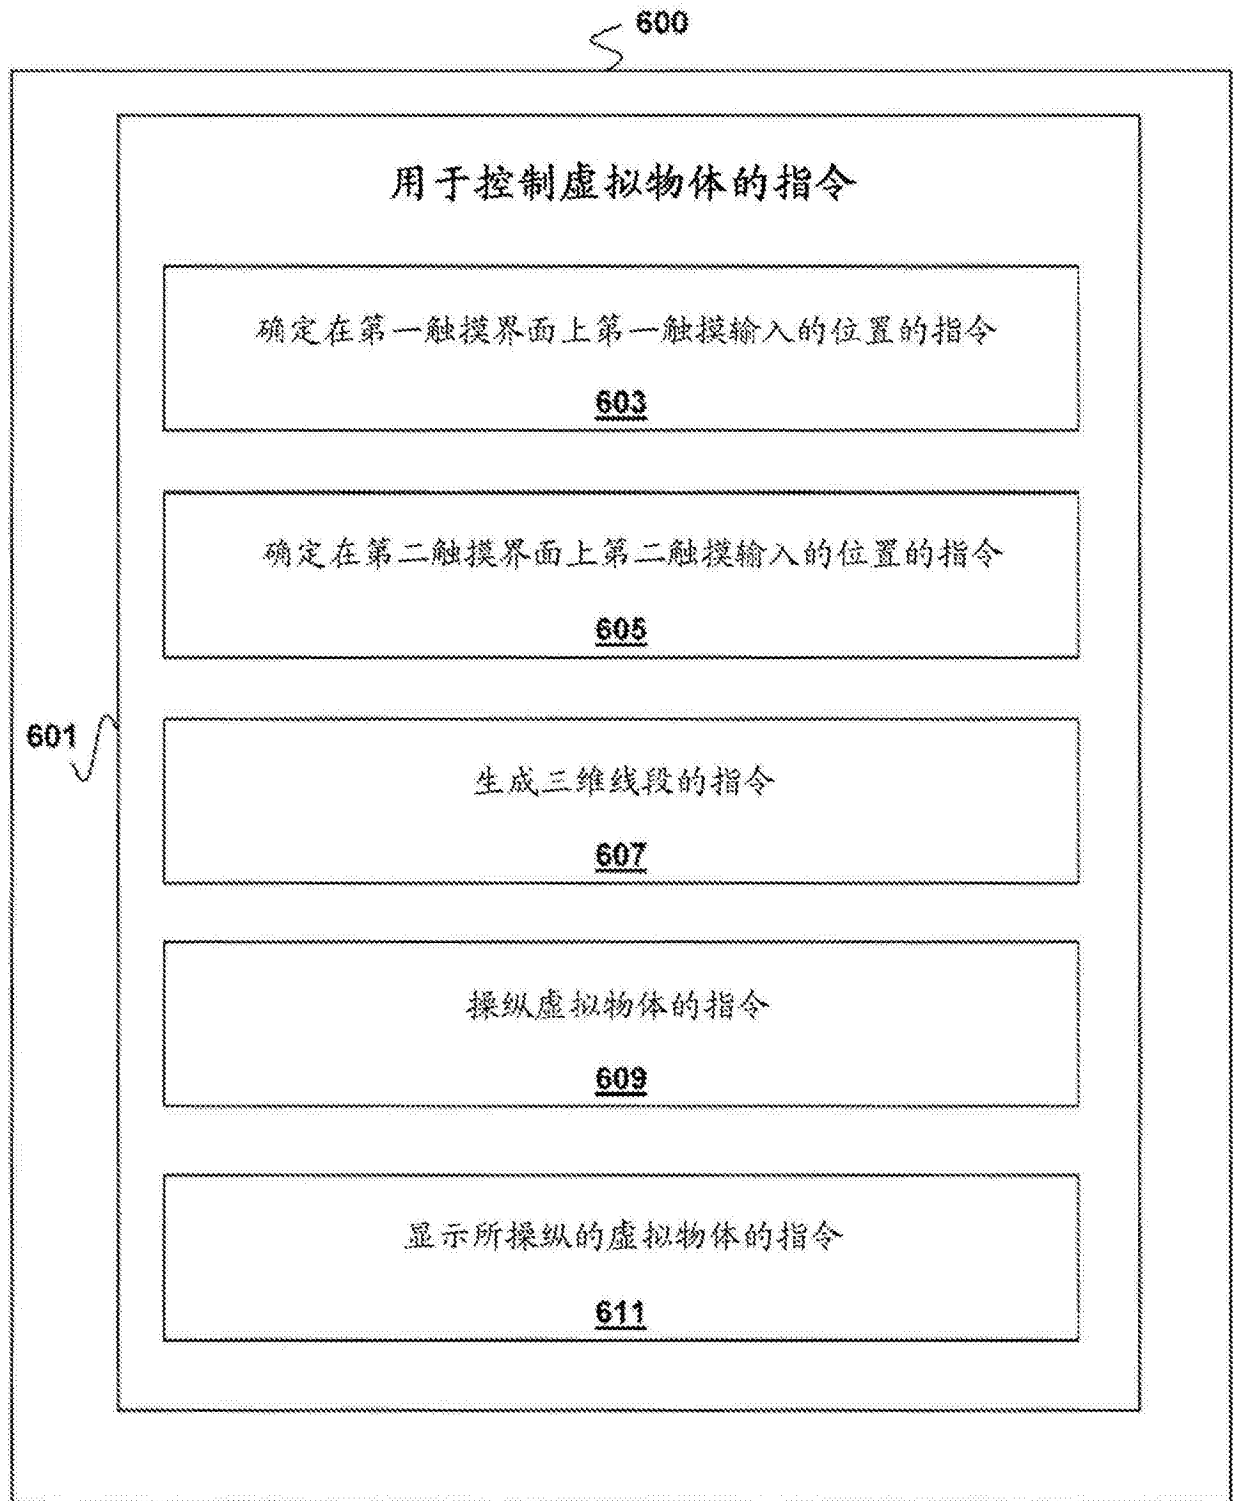 600
用于控制虚拟物体的指令
确定在第一触摸界面上第一触摸输入的位置的指令
603
确定在第二触摸界面上第二触摸输入的位置的指令
605
601
生成三维线段的指令
607
操纵虚拟物体的指令
609
显示所操纵的虚拟物体的指令
611